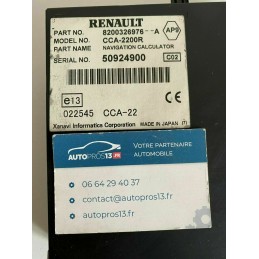 RENAULT
PART NO. 8200326976--A
MODEL NO. CCA-2200R
PART NAME NAVIGATION CALCULATOR
SERIAL NO. 50924900
AP9
C02
e13
CE
022545 CCA-22
Xanavi Informatics Corporation MADE IN JAPAN
AUTOPROS13.FR
VOTRE PARTENAIRE AUTOMOBILE
06 64 29 40 37
contact@autopros13.fr
autopros13.fr